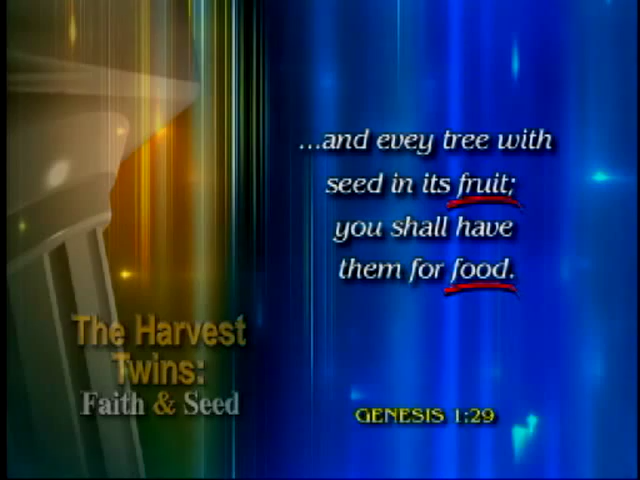 ...and evey tree with
seed in its fruit;
you shall have
them for food.
The Harvest
Twins:
Faith & Seed
GENESIS 1:29